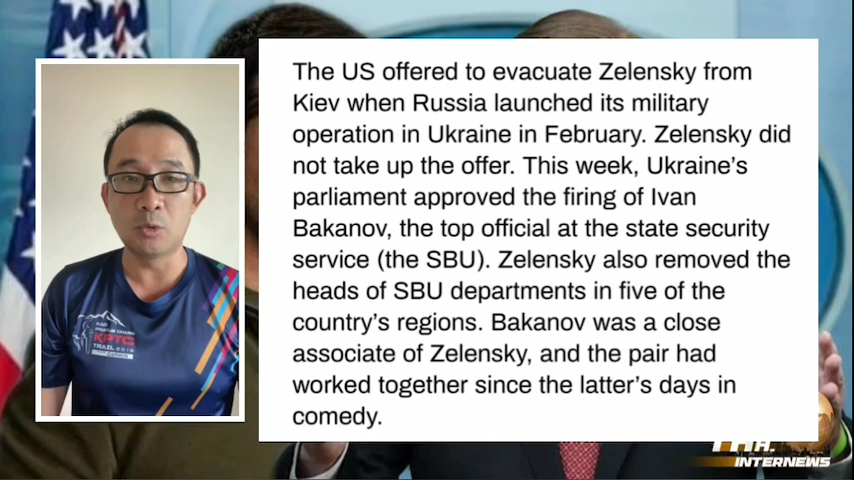 The US offered to evacuate Zelensky from
Kiev when Russia launched its military
operation in Ukraine in February. Zelensky did
not take up the offer. This week, Ukraine's
parliament approved the firing of Ivan
Bakanov, the top official at the state security
service (the SBU). Zelensky also removed the
heads of SBU departments in five of the
country's regions. Bakanov was a close
associate of Zelensky, and the pair had
worked together since the latter's days in
comedy.
KPTC
TRAIL 2019
INTERNEWS